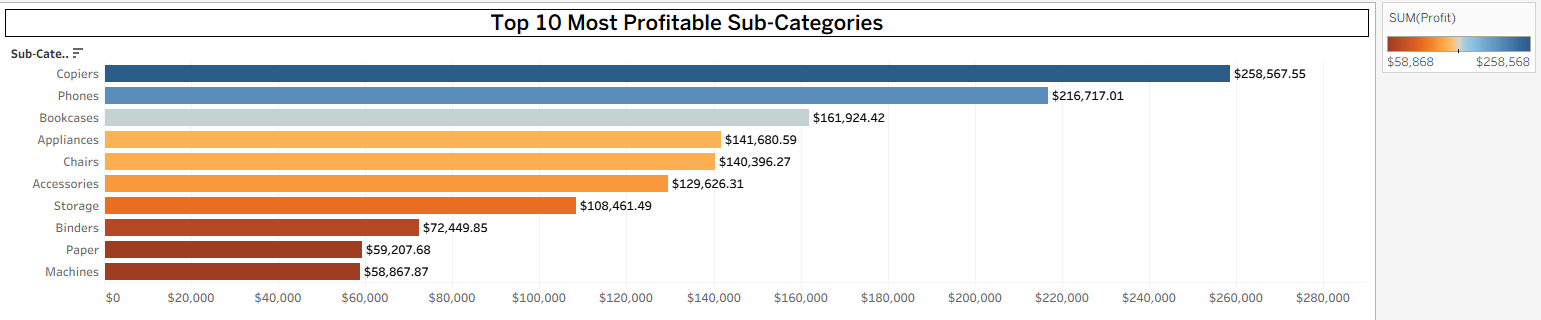 Top 10 Most Profitable Sub-Categories
Sub-Cate..
Copiers $258,567.55
Phones $216,717.01
Bookcases $161,924.42
Appliances $141,680.59
Chairs $140,396.27
Accessories $129,626.31
Storage $108,461.49
Binders $72,449.85
Paper $59,207.68
Machines $58,867.87
$0 $20,000 $40,000 $60,000 $80,000 $100,000 $120,000 $140,000 $160,000 $180,000 $200,000 $220,000 $240,000 $260,000 $280,000
SUM(Profit)
$58,868 $258,568